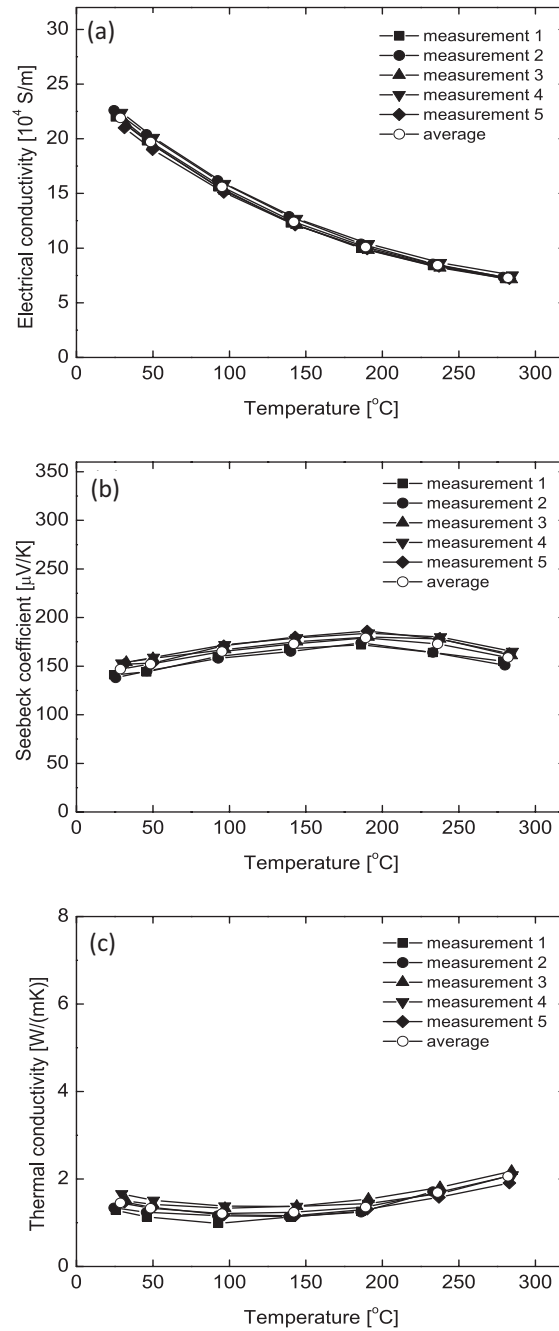 (a)
measurement 1
measurement 2
measurement 3
measurement 4
measurement 5
average
Electrical conductivity [10⁴ S/m]
25
20
15
10
5
0
0 50 100 150 200 250 300
Temperature [°C]
(b)
measurement 1
measurement 2
measurement 3
measurement 4
measurement 5
average
Seebeck coefficient [μV/K]
350
300
250
200
150
100
50
0
0 50 100 150 200 250 300
Temperature [°C]
(c)
measurement 1
measurement 2
measurement 3
measurement 4
measurement 5
average
Thermal conductivity [W/(mK)]
8
6
4
2
0
0 50 100 150 200 250 300
Temperature [°C]